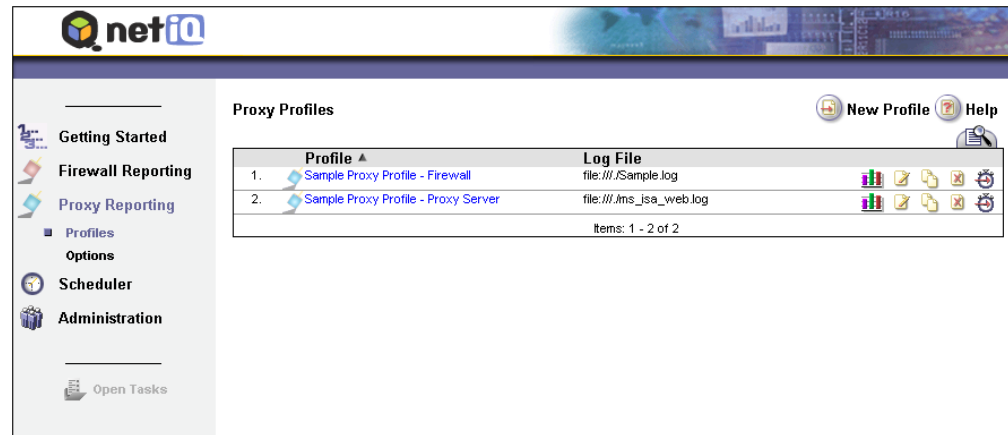 netiQ
Proxy Profiles
New Profile
Help
Getting Started
Firewall Reporting
Proxy Reporting
Profiles
Options
Scheduler
Administration
Open Tasks
Profile Log File
1. Sample Proxy Profile - Firewall file:///./Sample.log
2. Sample Proxy Profile - Proxy Server file:///./ms_isa_web.log
Items: 1 - 2 of 2